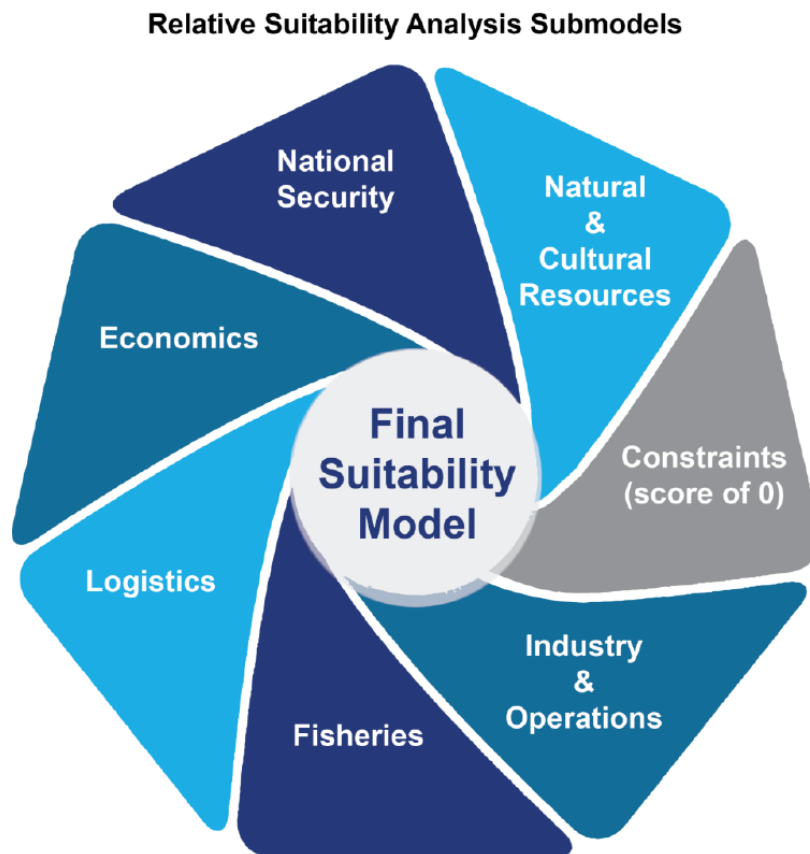 Relative Suitability Analysis Submodels
National
Security
Natural
&
Cultural
Resources
Economics
Final
Suitability
Model
Constraints
(score of 0)
Logistics
Industry
&
Operations
Fisheries